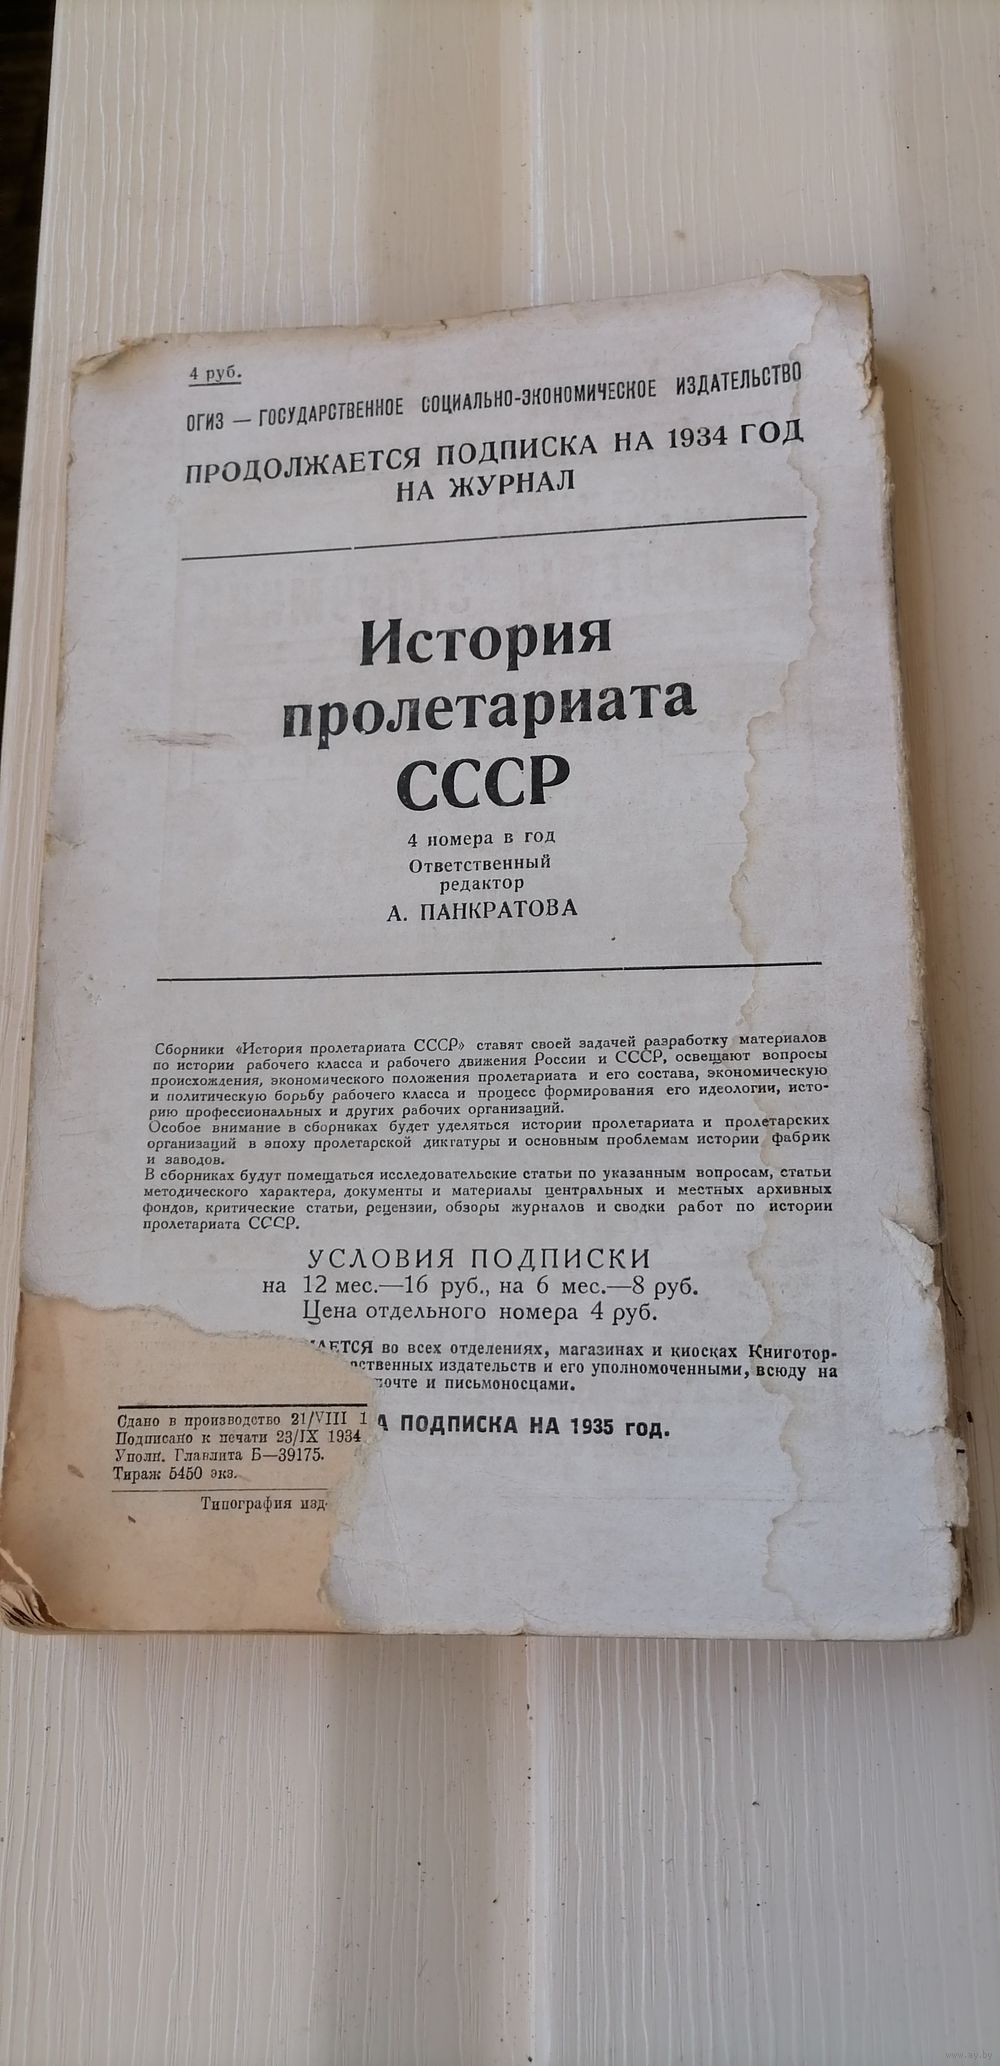 4 руб.
ОГИЗ — ГОСУДАРСТВЕННОЕ СОЦИАЛЬНО-ЭКОНОМИЧЕСКОЕ ИЗДАТЕЛЬСТВО
ПРОДОЛЖАЕТСЯ ПОДПИСКА НА 1934 ГОД
НА ЖУРНАЛ
История
пролетариата
СССР
4 номера в год
Ответственный
редактор
А. ПАНКРАТОВА
Сборники «История пролетариата СССР» ставят своей задачей разработку материалов
по истории рабочего класса и рабочего движения России и СССР, освещают вопросы
происхождения, экономического положения пролетариата и его состава, экономическую
и политическую борьбу рабочего класса и процесс формирования его идеологии, исто-
рию профессиональных и других рабочих организаций.
Особое внимание в сборниках будет уделяться истории пролетариата и пролетарских
организаций в эпоху пролетарской диктатуры и основным проблемам истории фабрик
и заводов.
В сборниках будут помещаться исследовательские статьи по указанным вопросам, статьи
методического характера, документы и материалы центральных и местных архивных
фондов, критические статьи, рецензии, обзоры журналов и сводки работ по истории
пролетариата СССР.
УСЛОВИЯ ПОДПИСКИ
на 12 мес.—16 руб., на 6 мес.—8 руб.
Цена отдельного номера 4 руб.
МАЕТСЯ во всех отделениях, магазинах и киосках Книготор-
рственных издательств и его уполномоченными, всюду на
почте и письмоносцами.
А ПОДПИСКА НА 1935 год.
Сдано в производство 21/VIII 1
Подписано к печати 23/IX 1934
Уполн. Главлита Б—39175.
Тираж 5450 экз.
Типография изд-
www.ay.by